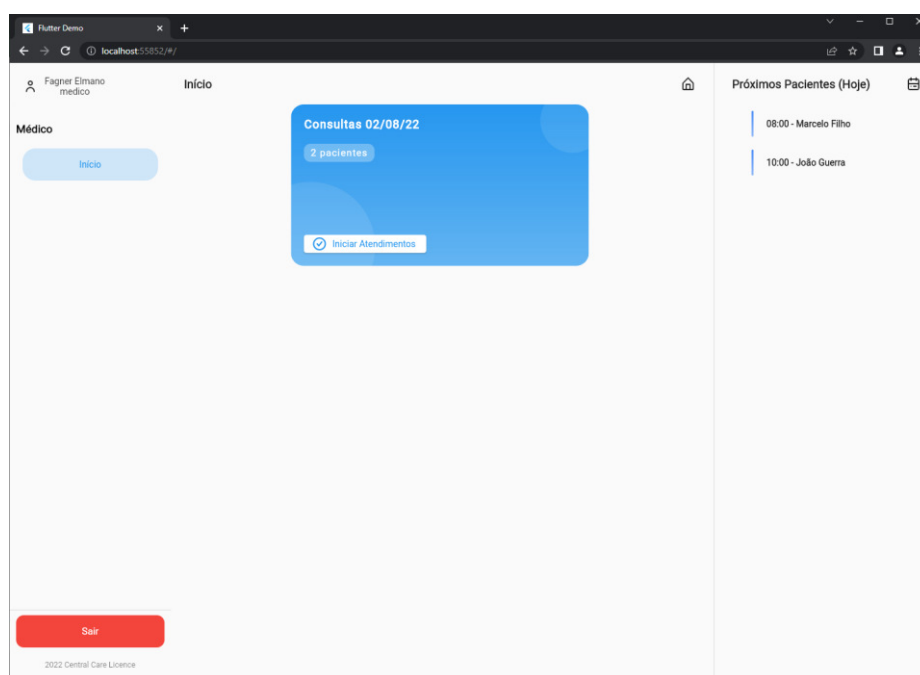 Flutter Demo
localhost:55852/#/
Fagner Elmano
medico
Início
Próximos Pacientes (Hoje)
Médico
Início
Consultas 02/08/22
2 pacientes
Iniciar Atendimentos
08:00 - Marcelo Filho
10:00 - João Guerra
Sair
2022 Central Care Licence